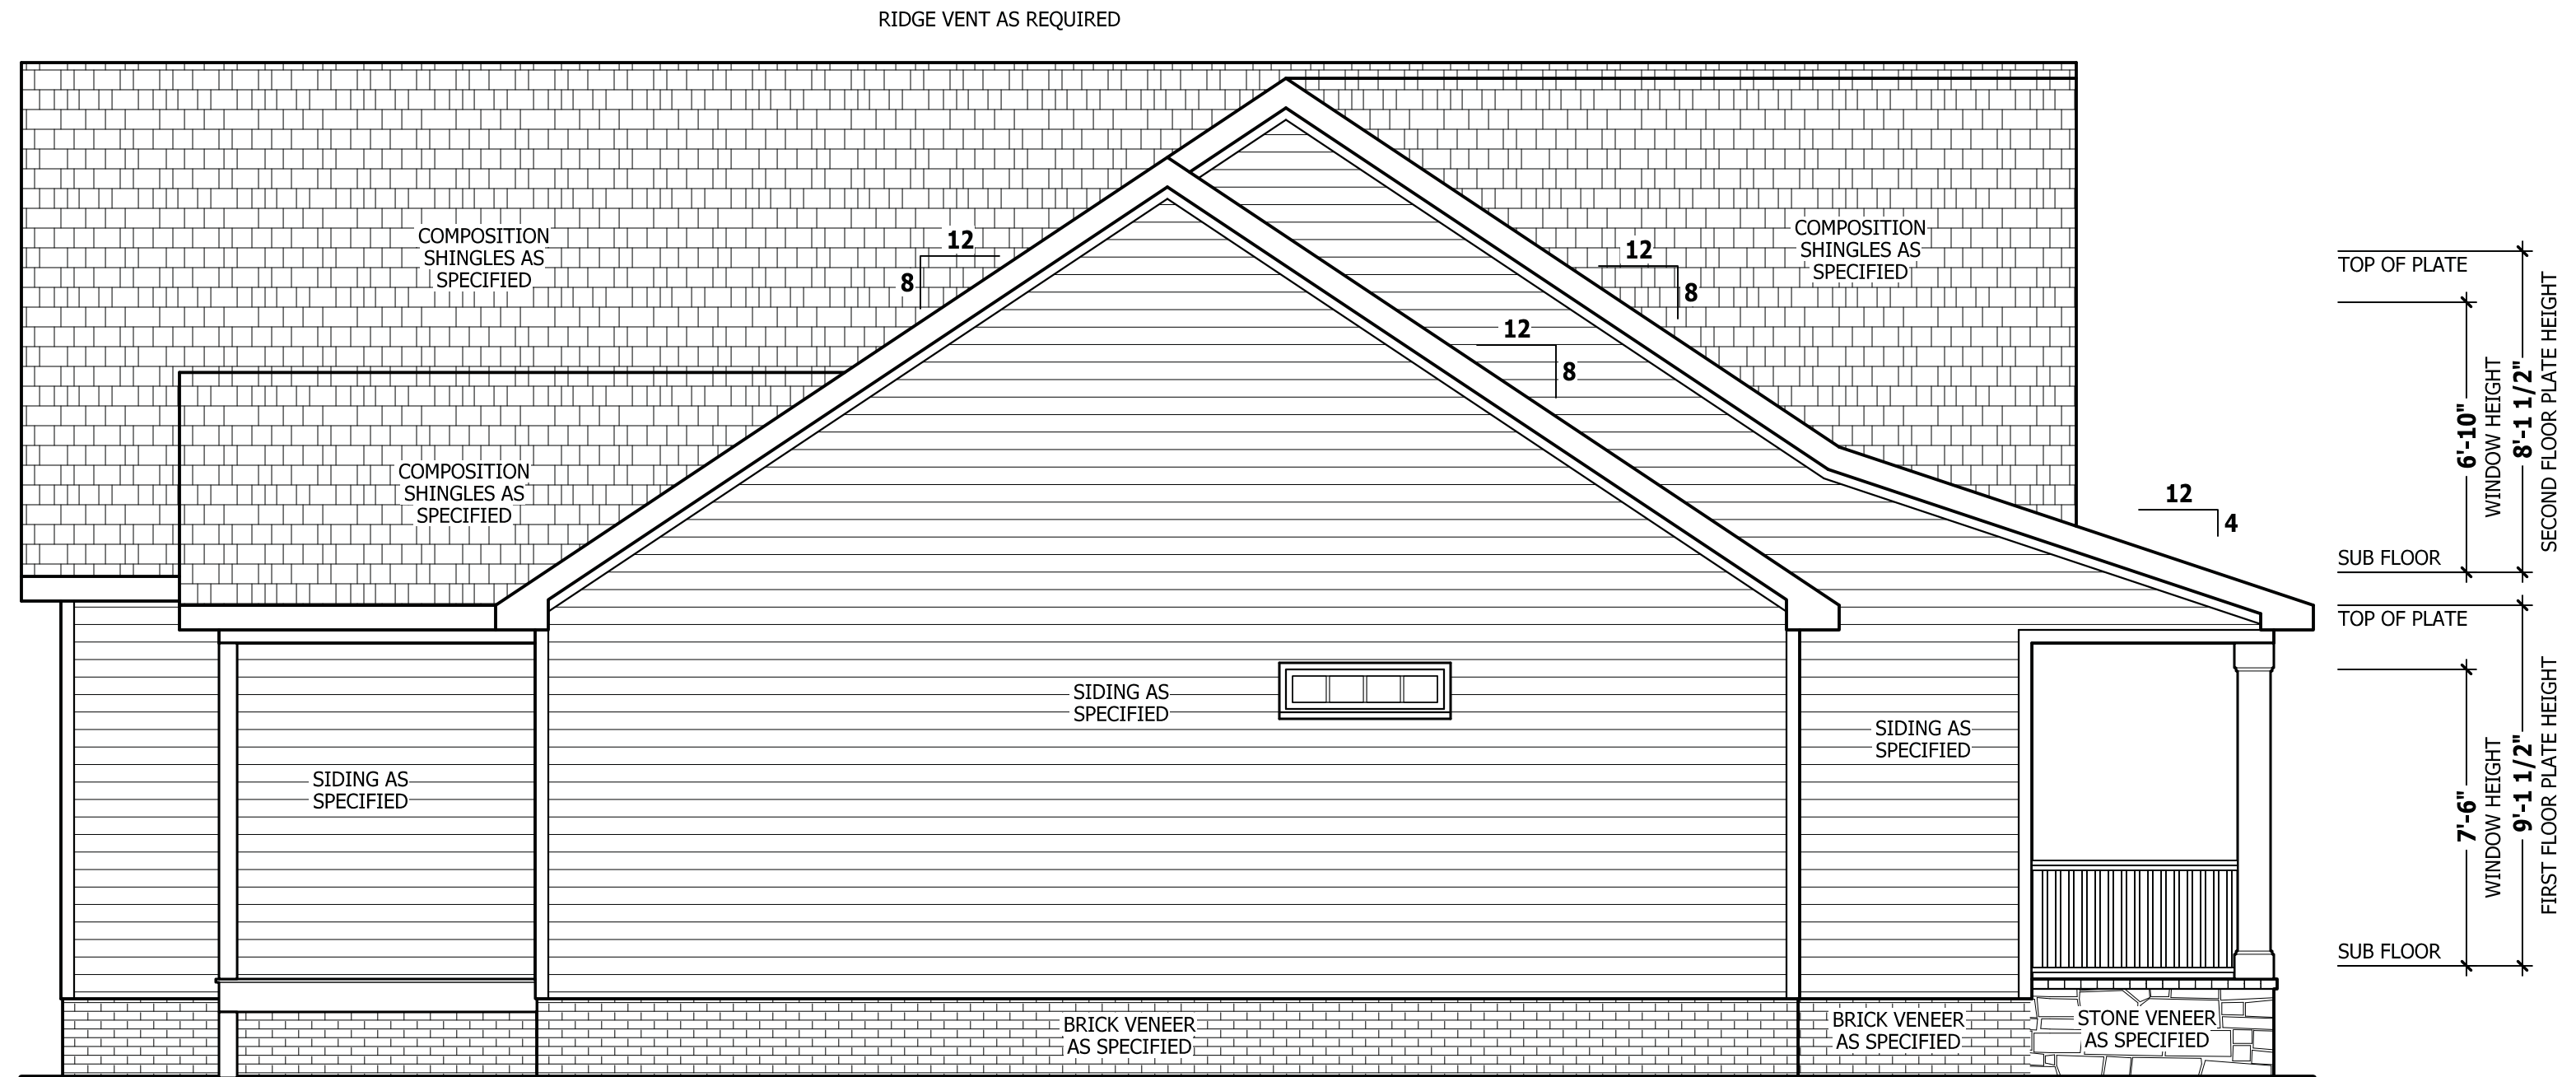 RIDGE VENT AS REQUIRED
COMPOSITION
SHINGLES AS
SPECIFIED
12
8
12
8
COMPOSITION
SHINGLES AS
SPECIFIED
12
8
COMPOSITION
SHINGLES AS
SPECIFIED
12
4
SIDING AS
SPECIFIED
SIDING AS
SPECIFIED
SIDING AS
SPECIFIED
BRICK VENEER
AS SPECIFIED
BRICK VENEER
AS SPECIFIED
STONE VENEER
AS SPECIFIED
TOP OF PLATE
6'-10"
WINDOW HEIGHT
8'-1 1/2"
SECOND FLOOR PLATE HEIGHT
SUB FLOOR
TOP OF PLATE
7'-6"
WINDOW HEIGHT
9'-1 1/2"
FIRST FLOOR PLATE HEIGHT
SUB FLOOR